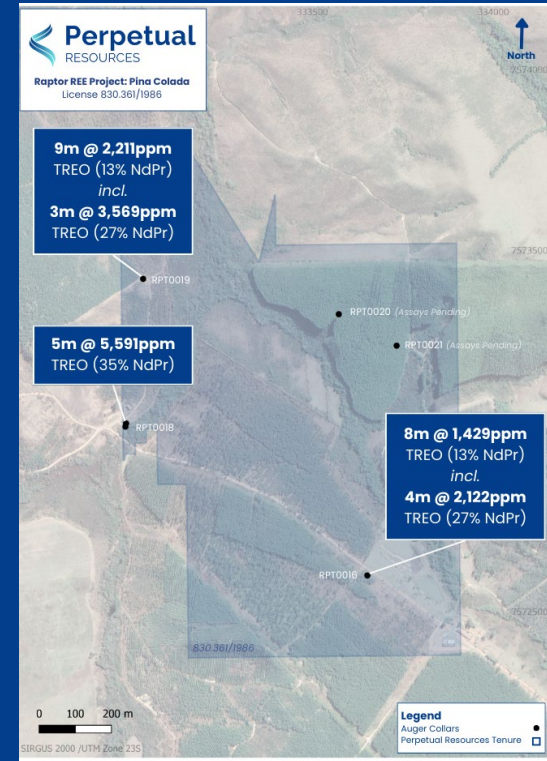 Perpetual
RESOURCES
Raptor REE Project: Pina Colada
License 830.361/1986
333500
334000
North
7574000
9m @ 2,211ppm
TREO (13% NdPr)
incl.
3m @ 3,569ppm
TREO (27% NdPr)
7573500
RPT0019
RPT0020 (Assays Pending)
RPT0021 (Assays Pending)
5m @ 5,591ppm
TREO (35% NdPr)
RPT0018
8m @ 1,429ppm
TREO (13% NdPr)
incl.
4m @ 2,122ppm
TREO (27% NdPr)
RPT0016
7572500
830.361/1986
0 100 200 m
SIRGUS 2000 /UTM Zone 23S
Legend
Auger Collars
Perpetual Resources Tenure